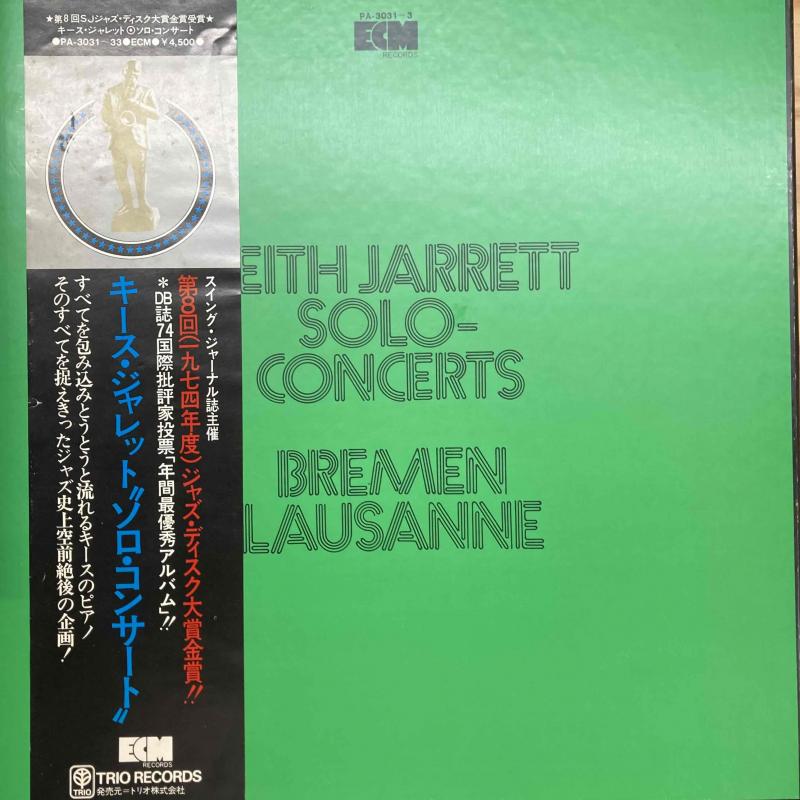 ★第8回SJジャズ・ディスク大賞金賞受賞★
キース・ジャレット⦿ソロ・コンサート
●PA-3031~33●ECM●¥4,500●
スイング・ジャーナル誌主催
第8回(一九七四年度)ジャズ・ディスク大賞金賞!!
*DB誌74国際批評家投票「年間最優秀アルバム」!!
キース・ジャレット"ソロ・コンサート"
すべてを包み込みとうとうと流れるキースのピアノ
そのすべてを捉えきったジャズ史上空前絶後の企画!
ECM
RECORDS
TRIO
TRIO RECORDS
発売元=トリオ株式会社
PA-3031~3
ECM
RECORDS
EITH JARRETT
SOLO-
CONCERTS
BREMEN
LAUSANNE